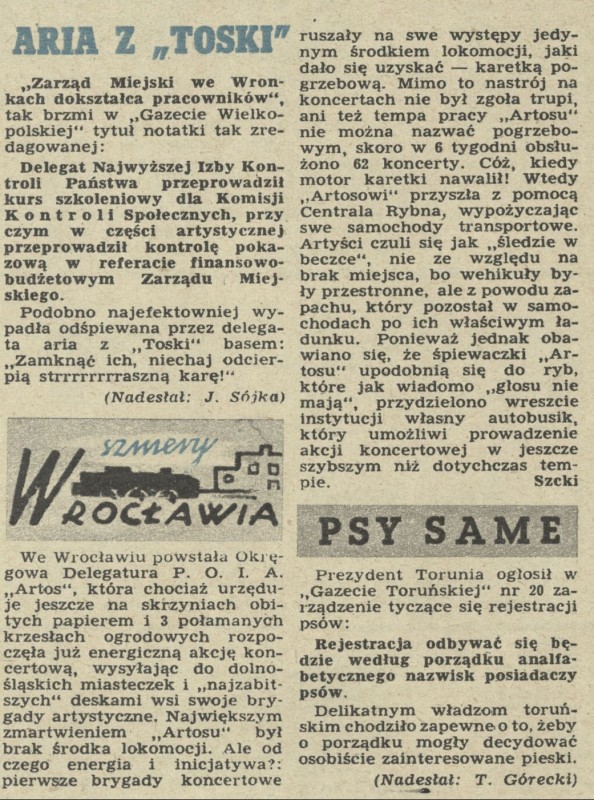 ARIA Z „TOSKI"
„Zarząd Miejski we Wron-
kach dokształca pracowników",
tak brzmi w „Gazecie Wielko-
polskiej" tytuł notatki tak zre-
dagowanej:
Delegat Najwyższej Izby Kon-
troli Państwa przeprowadził
kurs szkoleniowy dla Komisji
Kontroli Społecznych, przy
czym w części artystycznej
przeprowadził kontrolę poka-
zową w referacie finansowo-
budżetowym Zarządu Miej-
skiego.
Podobno najefektowniej wy-
padła odśpiewana przez delega-
ta aria z „Toski" basem:
„Zamknąć ich, niechaj odcier-
pią strrrrrrrraszną karę!"
(Nadesłał: J. Sójka)
szmery
WROCŁAWIA
We Wrocławiu powstała Okrę-
gowa Delegatura P. O. I. A.
„Artos", która chociaż urzędu-
je jeszcze na skrzyniach obi-
tych papierem i 3 połamanych
krzesłach ogrodowych rozpo-
częła już energiczną akcję kon-
certową, wysyłając do dolno-
śląskich miasteczek i „najzabit-
szych" deskami wsi swoje bry-
gady artystyczne. Największym
zmartwieniem „Artosu" był
brak środka lokomocji. Ale od
czego energia i inicjatywa?:
pierwsze brygady koncertowe
ruszały na swe występy jedy-
nym środkiem lokomocji, jaki
dało się uzyskać — karetką po-
grzebową. Mimo to nastrój na
koncertach nie był zgoła trupi,
ani też tempa pracy „Artosu"
nie można nazwać pogrzebo-
wym, skoro w 6 tygodni obsłu-
żono 62 koncerty. Cóż, kiedy
motor karetki nawalił! Wtedy
„Artosowi" przyszła z pomocą
Centrala Rybna, wypożyczając
swe samochody transportowe.
Artyści czuli się jak „śledzie w
beczce", nie ze względu na
brak miejsca, bo wehikuły by-
ły przestronne, ale z powodu za-
pachu, który pozostał w samo-
chodach po ich właściwym ła-
dunku. Ponieważ jednak oba-
wiano się, że śpiewaczki „Ar-
tosu" upodobnią się do ryb,
które jak wiadomo „głosu nie
mają", przydzielono wreszcie
instytucji własny autobusik,
który umożliwi prowadzenie
akcji koncertowej w jeszcze
szybszym niż dotychczas tem-
pie. Szcki
PSY SAME
Prezydent Torunia ogłosił w
„Gazecie Toruńskiej" nr 20 za-
rządzenie tyczące się rejestracji
psów:
Rejestracja odbywać się bę-
dzie według porządku analfa-
betycznego nazwisk posiadaczy
psów.
Delikatnym władzom toruń-
skim chodziło zapewne o to, żeby
o porządku mogły decydować
osobiście zainteresowane pieski.
(Nadesłał: T. Górecki)